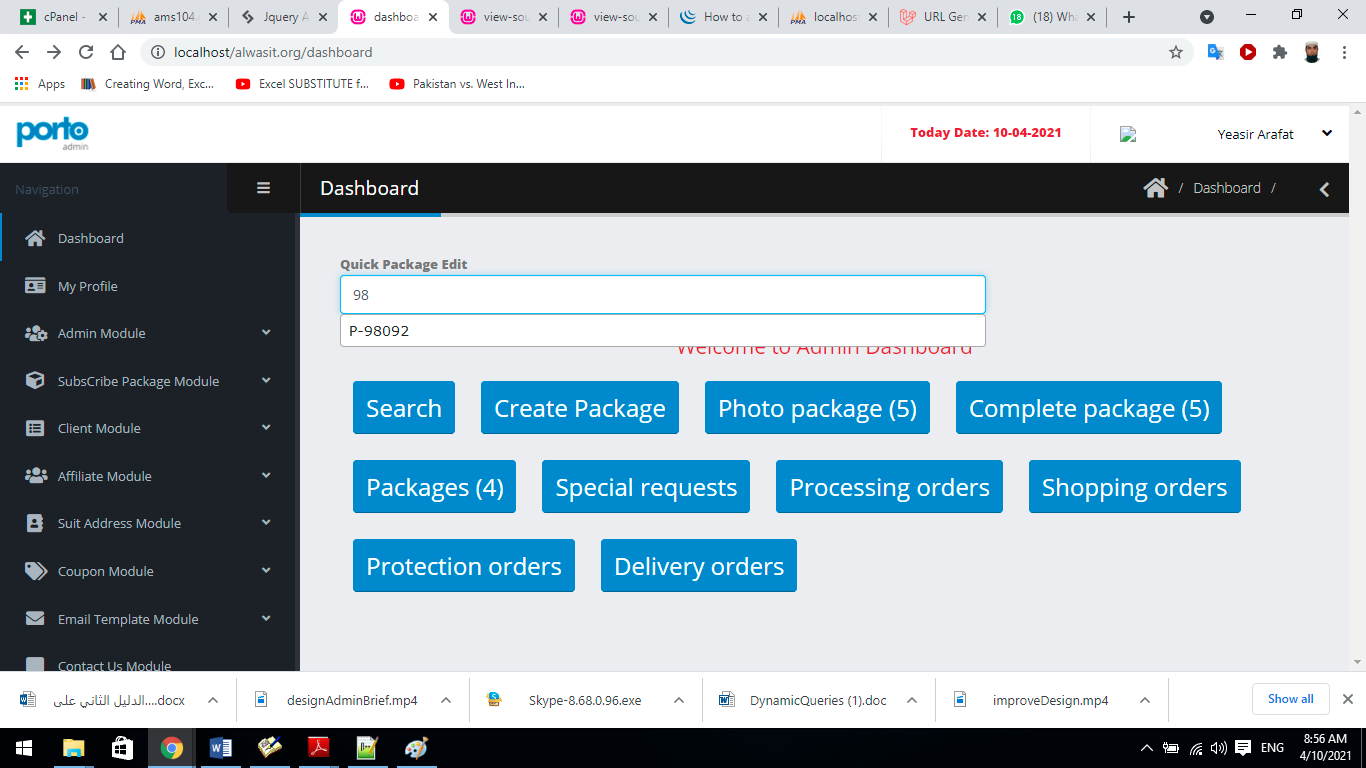 cPanel -
ams104.
Jquery A
dashboa
view-sou
view-sou
How to a
localhost
URL Gen
(18) Wha
localhost/alwasit.org/dashboard
Apps
Creating Word, Exc...
Excel SUBSTITUTE f...
Pakistan vs. West In...
porto
admin
Today Date: 10-04-2021
Yeasir Arafat
Navigation
Dashboard
/ Dashboard /
Dashboard
My Profile
Admin Module
SubsCribe Package Module
Client Module
Affiliate Module
Suit Address Module
Coupon Module
Email Template Module
Contact Us Module
Quick Package Edit
98
P-98092
Welcome to Admin Dashboard
Search
Create Package
Photo package (5)
Complete package (5)
Packages (4)
Special requests
Processing orders
Shopping orders
Protection orders
Delivery orders
الدليل الثاني على....docx
designAdminBrief.mp4
Skype-8.68.0.96.exe
DynamicQueries (1).doc
improveDesign.mp4
Show all
ENG
8:56 AM
4/10/2021